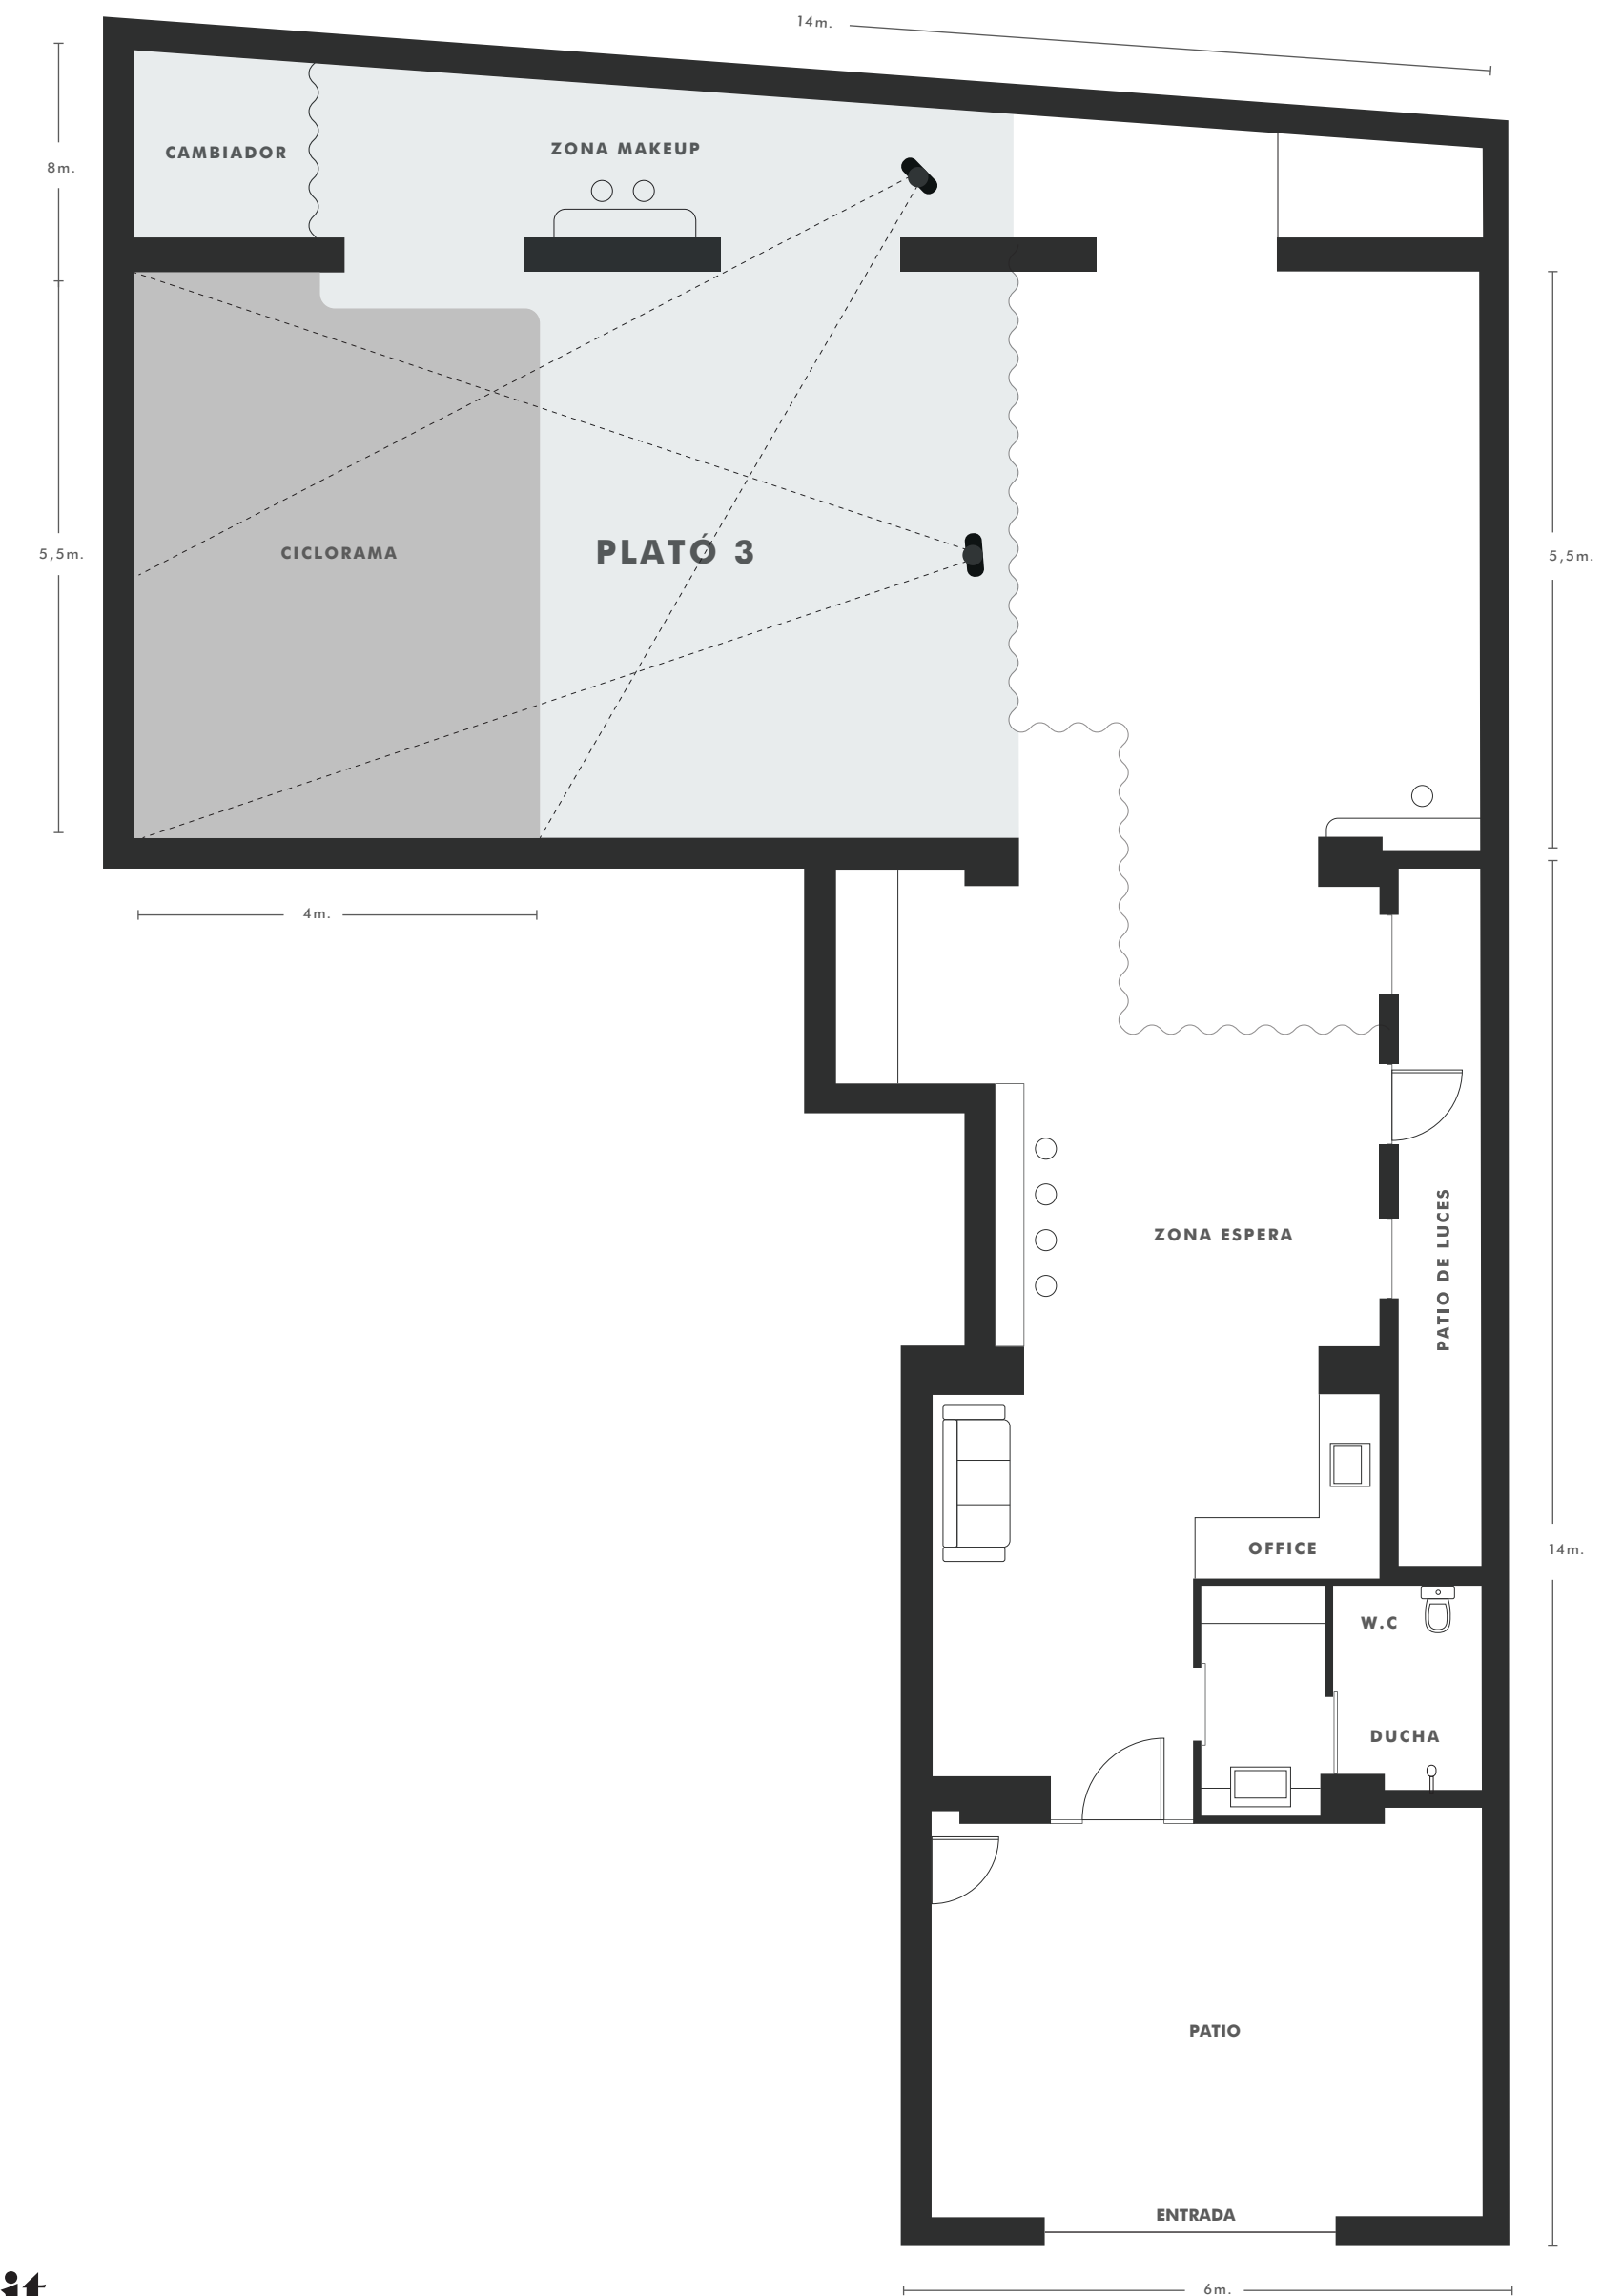 14m.
CAMBIADOR
ZONA MAKEUP
8m.
CICLORAMA
PLATÓ 3
5,5m.
5,5m.
4m.
ZONA ESPERA
PATIO DE LUCES
OFFICE
14m.
W.C
DUCHA
PATIO
ENTRADA
6m.
it